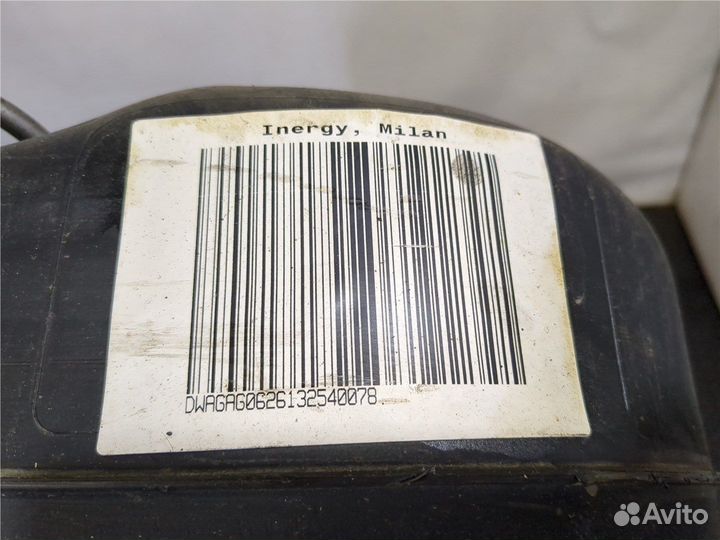 Inergy, Milan
DWAGAG0626132540078
Avito